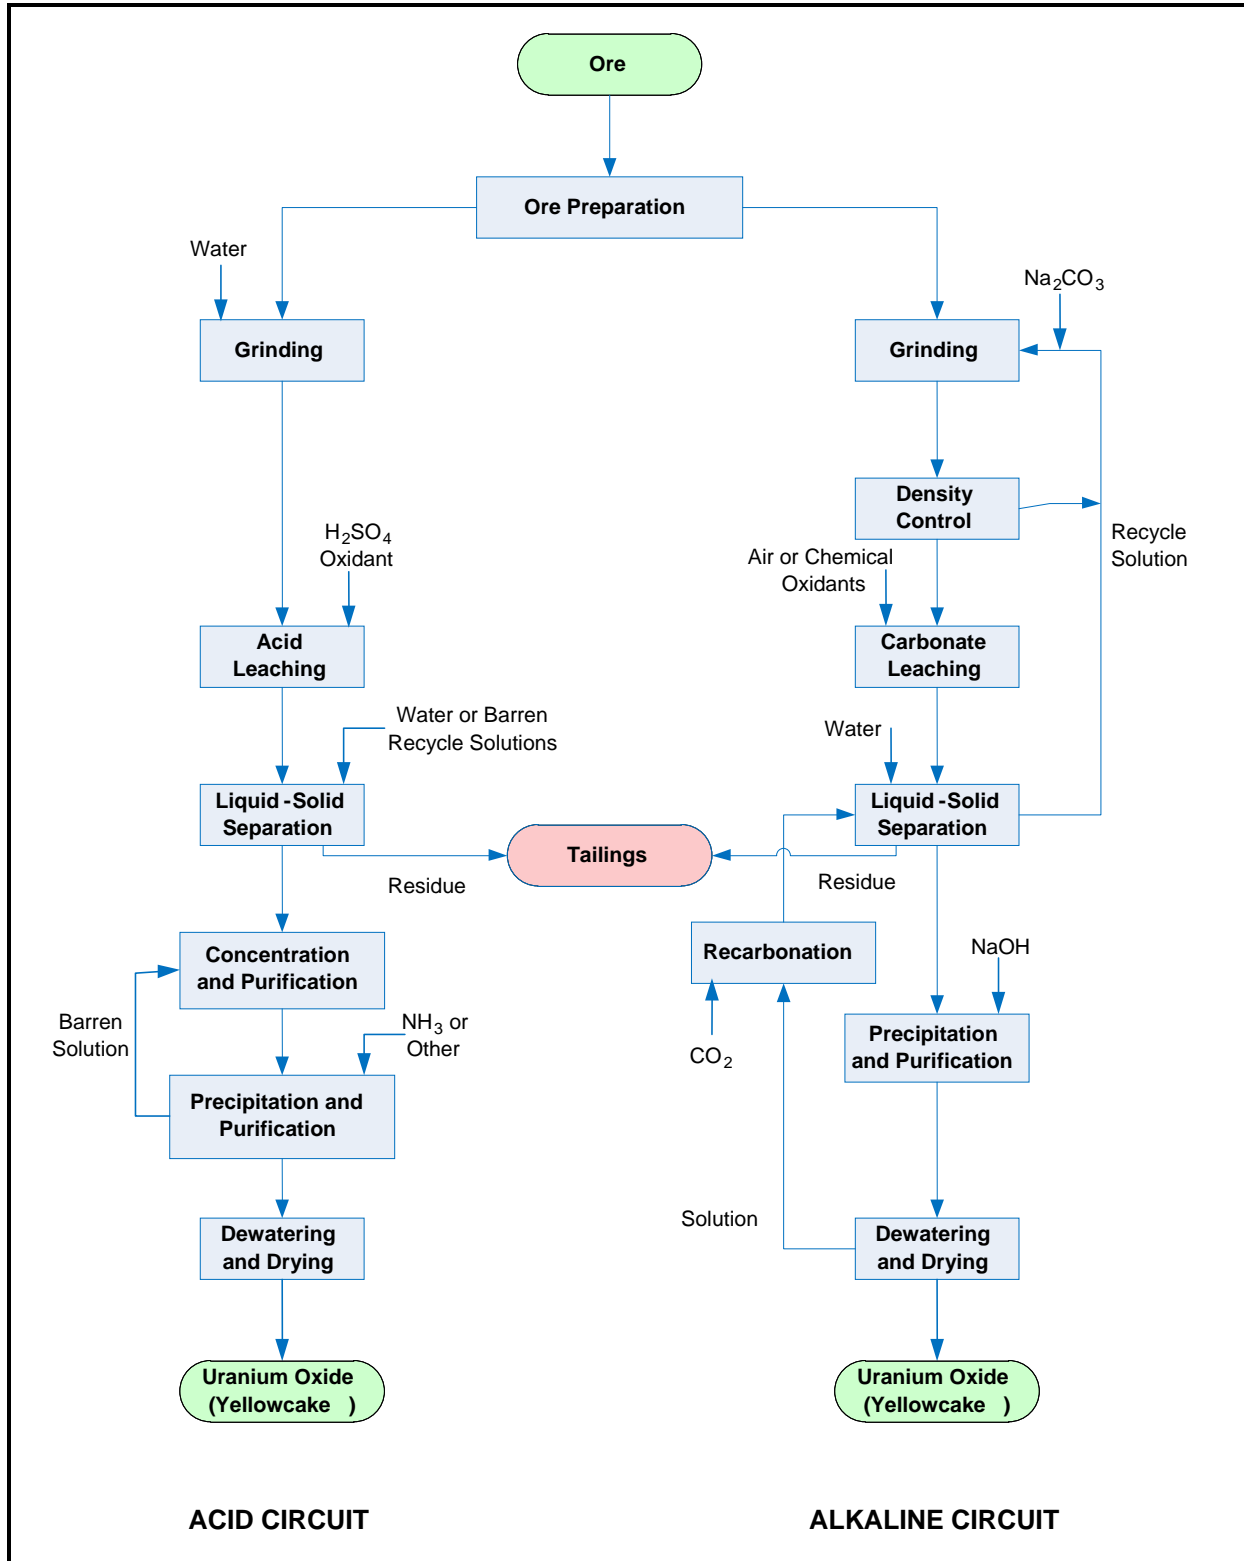 Ore
Ore Preparation
Water
Na₂CO₃
Grinding
Grinding
Density
Control
Recycle
Solution
H₂SO₄
Oxidant
Air or Chemical
Oxidants
Acid
Leaching
Carbonate
Leaching
Water or Barren
Recycle Solutions
Water
Liquid -Solid
Separation
Liquid -Solid
Separation
Tailings
Residue
Residue
Concentration
and Purification
Recarbonation
NaOH
Barren
Solution
NH₃ or
Other
CO₂
Precipitation
and Purification
Precipitation and
Purification
Solution
Dewatering
and Drying
Dewatering
and Drying
Uranium Oxide
(Yellowcake )
Uranium Oxide
(Yellowcake )
ACID CIRCUIT
ALKALINE CIRCUIT